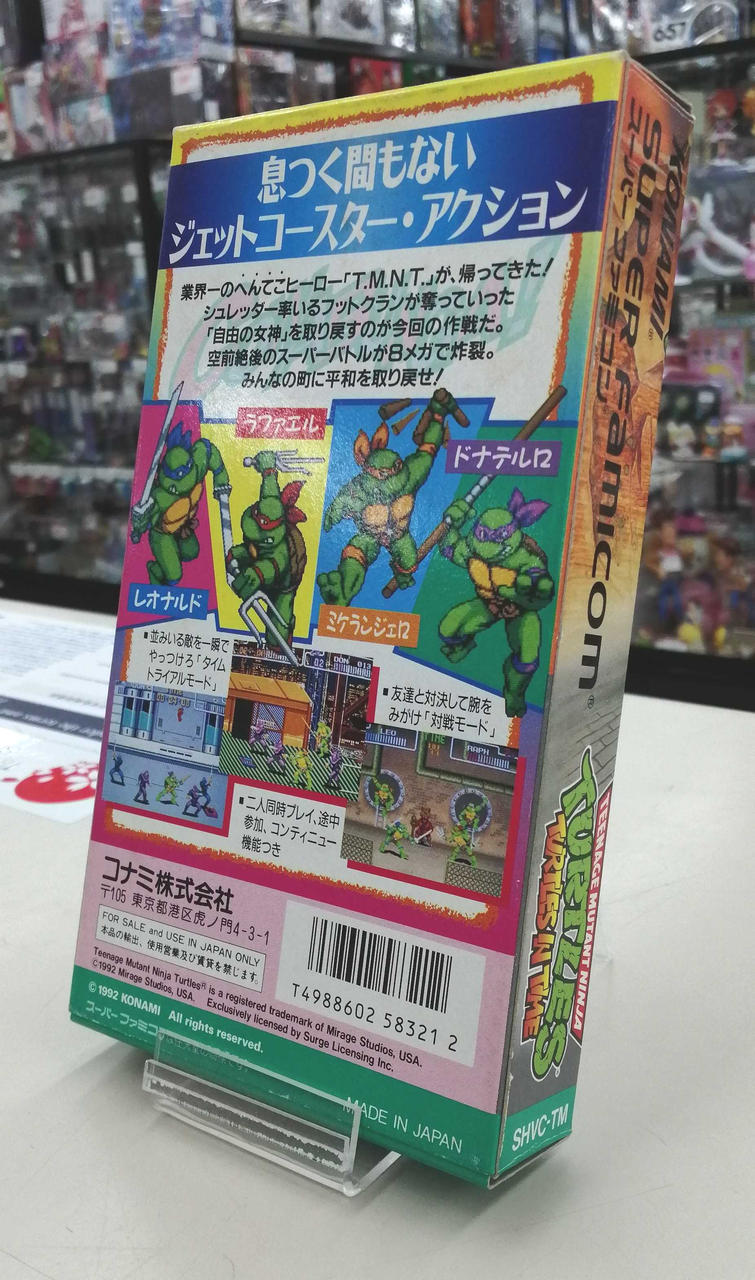 息つく間もない
ジェットコースター・アクション
業界一のへんてこヒーロー「T.M.N.T.」が、帰ってきた!
シュレッダー率いるフットクランが奪っていった
「自由の女神」を取り戻すのが今回の作戦だ。
空前絶後のスーパーバトルが8メガで炸裂。
みんなの町に平和を取り戻せ!
ラファエル
ドナテルロ
レオナルド
ミケランジェロ
■並みいる敵を一瞬で
やっつけろ「タイム
トライアルモード」
■友達と対決して腕を
みがけ「対戦モード」
LEO
RAPH
DON 013
■二人同時プレイ、途中
参加、コンティニュー
機能つき
コナミ株式会社
〒105 東京都港区虎ノ門4-3-1
FOR SALE and USE IN JAPAN ONLY
本品の輸出、使用営業及び賃貸を禁じます。
Teenage Mutant Ninja Turtles® is a registered trademark of Mirage Studios, USA.
©1992 Mirage Studios, USA. Exclusively licensed by Surge Licensing Inc.
©1992 KONAMI All rights reserved.
スーパーファミコ
T4988602 58321 2
MADE IN JAPAN
KONAMI®
SUPER FAMICOM®
スーパーファミコン
TEENAGE MUTANT NINJA
TURTLES
TURTLES IN TIME
SHVC-TM
657